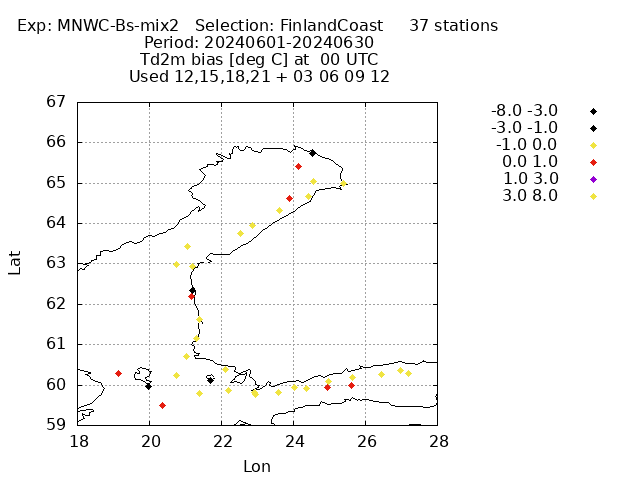 Exp: MNWC-Bs-mix2 Selection: FinlandCoast 37 stations
Period: 20240601-20240630
Td2m bias [deg C] at 00 UTC
Used 12,15,18,21 + 03 06 09 12
-8.0 -3.0
-3.0 -1.0
-1.0 0.0
0.0 1.0
1.0 3.0
3.0 8.0
67
66
65
64
63
62
61
60
59
Lat
18 20 22 24 26 28
Lon